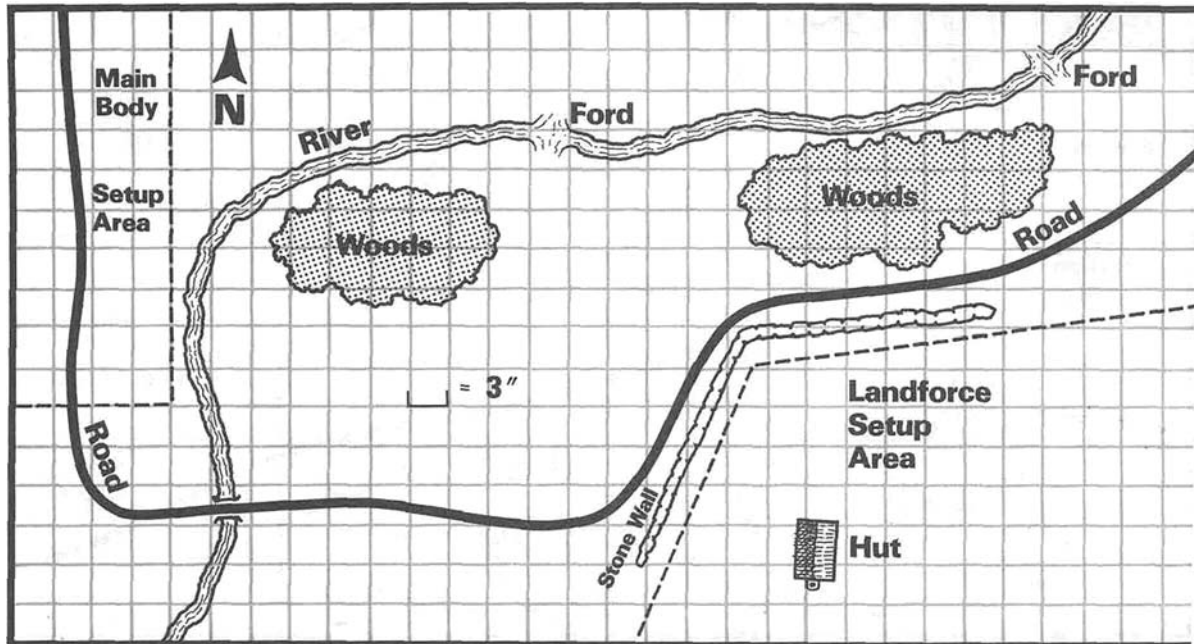 Main
Body
Setup
Area
N
River
Ford
Ford
Woods
Woods
Road
= 3"
Landforce
Setup
Area
Road
Stone Wall
Hut